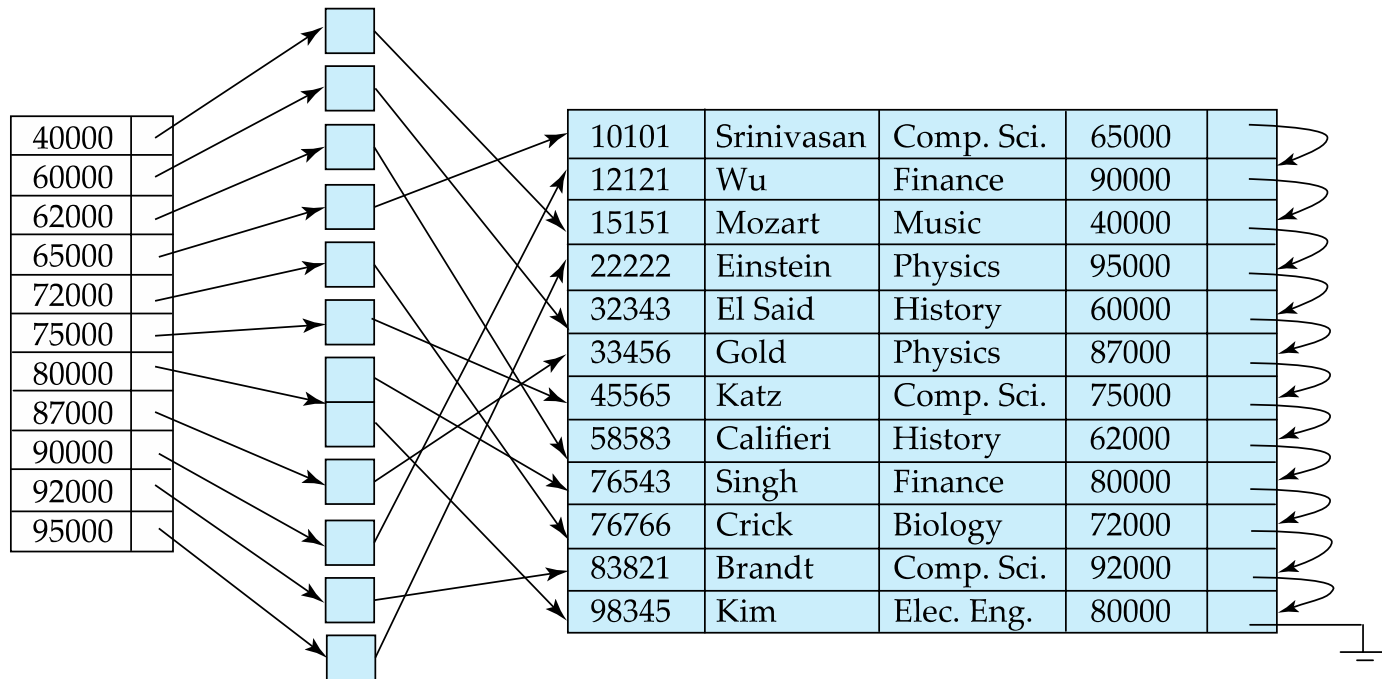 40000
60000
62000
65000
72000
75000
80000
87000
90000
92000
95000
10101 Srinivasan Comp. Sci. 65000
12121 Wu Finance 90000
15151 Mozart Music 40000
22222 Einstein Physics 95000
32343 El Said History 60000
33456 Gold Physics 87000
45565 Katz Comp. Sci. 75000
58583 Califieri History 62000
76543 Singh Finance 80000
76766 Crick Biology 72000
83821 Brandt Comp. Sci. 92000
98345 Kim Elec. Eng. 80000